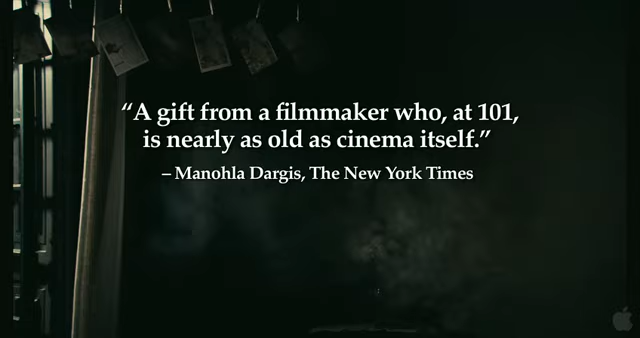 “A gift from a filmmaker who, at 101,
is nearly as old as cinema itself.”
– Manohla Dargis, The New York Times